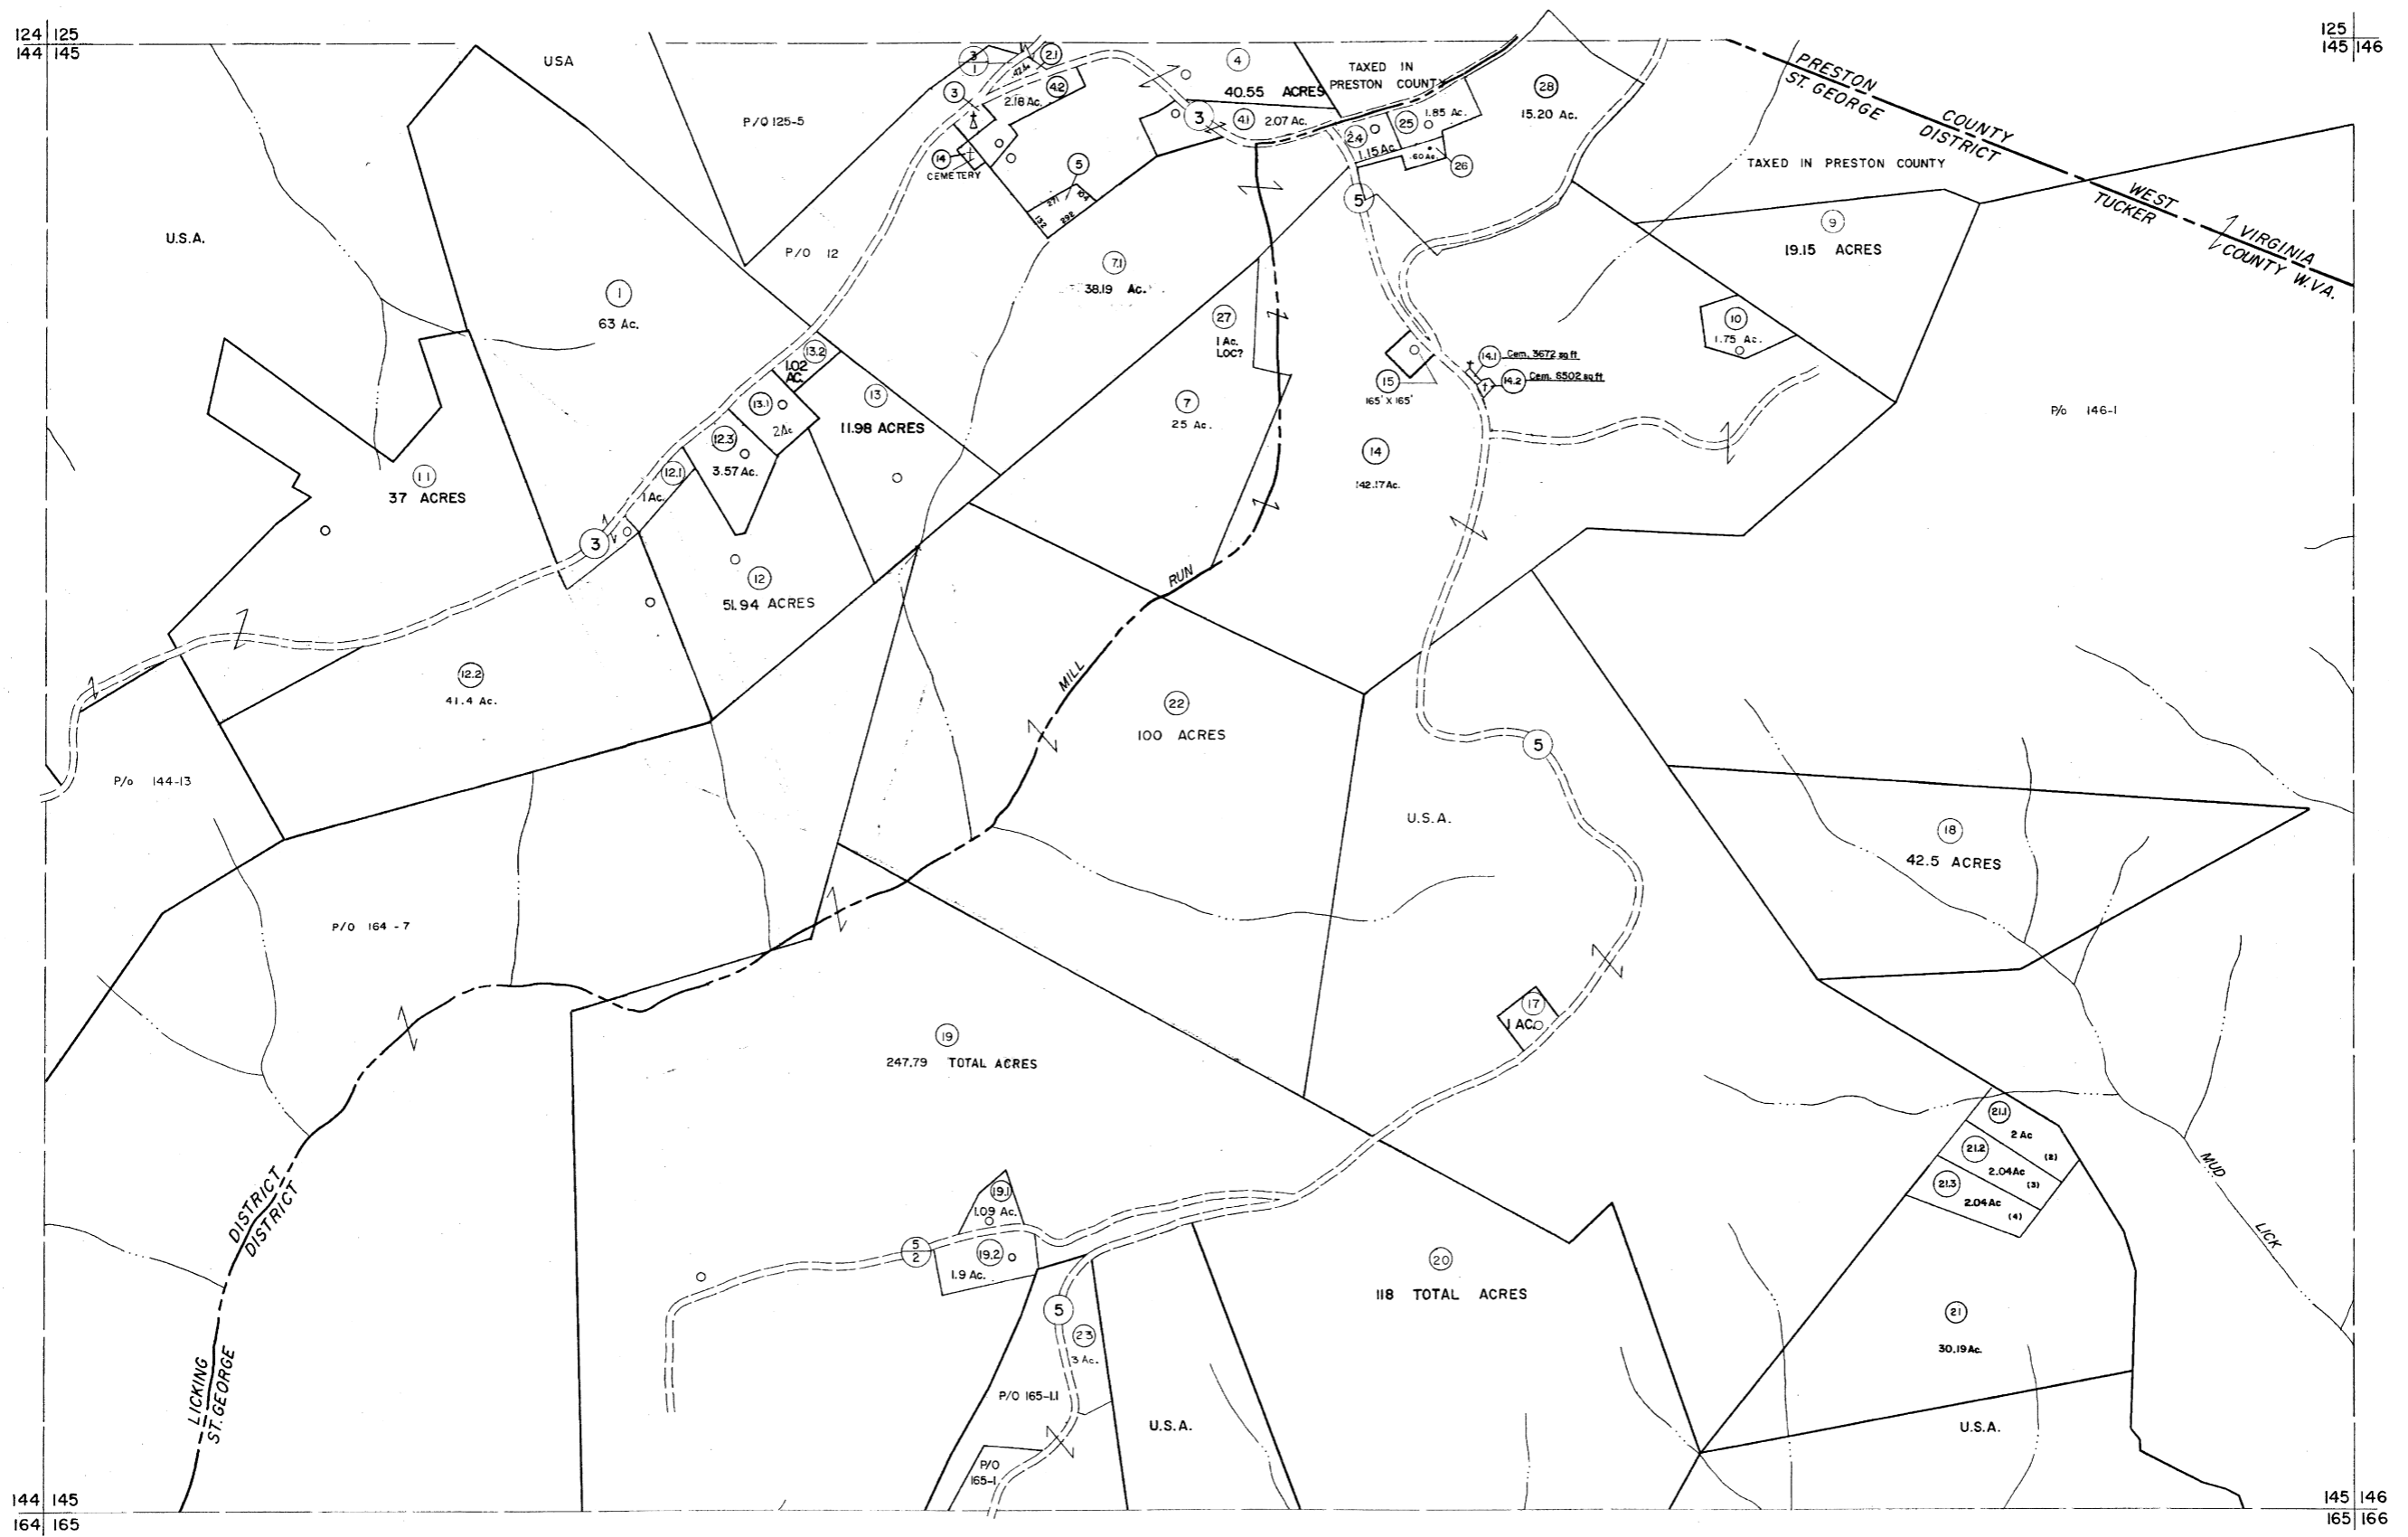 124 125
144 145
125
145 146
USA
3
1
2.1
3
4.2
2.18 Ac.
4
40.55 ACRES
TAXED IN
PRESTON COUNTY
28
15.20 Ac.
PRESTON COUNTY WEST VIRGINIA
ST. GEORGE DISTRICT TUCKER COUNTY W.VA.
P/O 125-5
3
4.1
2.07 Ac.
24
1.15 Ac.
25
1.85 Ac.
.60 Ac.
26
14
CEMETERY
5
271
104
132
292
5
TAXED IN PRESTON COUNTY
U.S.A.
P/O 12
7.1
38.19 Ac.
9
19.15 ACRES
1
63 Ac.
27
1 Ac.
LOC?
10
1.75 Ac.
13.2
1.02
AC.
14.1
Cem. 3672 sq ft
14.2
Cem. 6502 sq ft
15
165' X 165'
13.1
2 Ac
13
11.98 ACRES
7
25 Ac.
P/o 146-1
12.3
3.57 Ac.
12.1
1 Ac.
14
142.17 Ac.
11
37 ACRES
3
12
51.94 ACRES
MILL RUN
12.2
41.4 Ac.
22
100 ACRES
5
P/o 144-13
U.S.A.
18
42.5 ACRES
P/O 164-7
17
1 AC.
19
247.79 TOTAL ACRES
21.1
2 Ac
(2)
21.2
2.04Ac
(3)
21.3
2.04Ac
(4)
MUD LICK
19.1
1.09 Ac.
5
2
19.2
1.9 Ac.
20
118 TOTAL ACRES
5
23
3 Ac.
21
30.19 Ac.
LICKING DISTRICT
ST. GEORGE DISTRICT
P/O 165-1.1
U.S.A.
U.S.A.
P/O
165-1
144 145
164 165
145 146
165 166